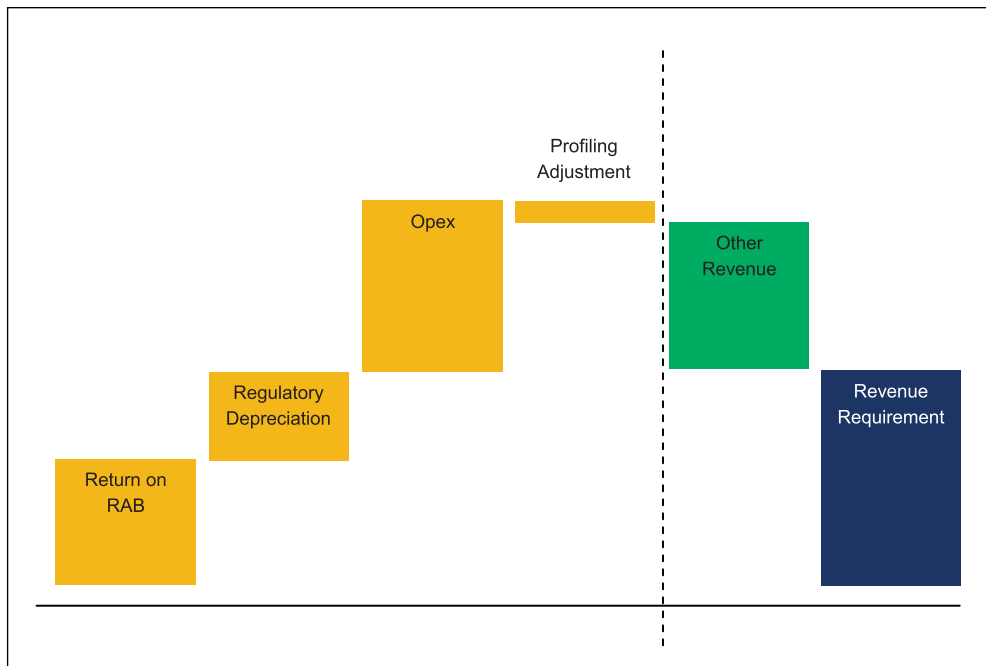 Profiling
Adjustment
Opex
Other
Revenue
Regulatory
Depreciation
Revenue
Requirement
Return on
RAB